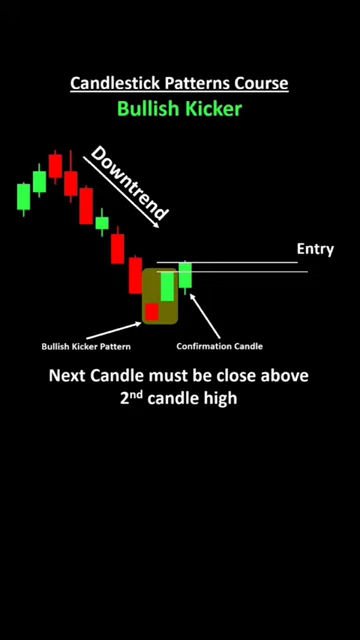 Candlestick Patterns Course
Bullish Kicker
Downtrend
Entry
Bullish Kicker Pattern
Confirmation Candle
Next Candle must be close above
2nd candle high